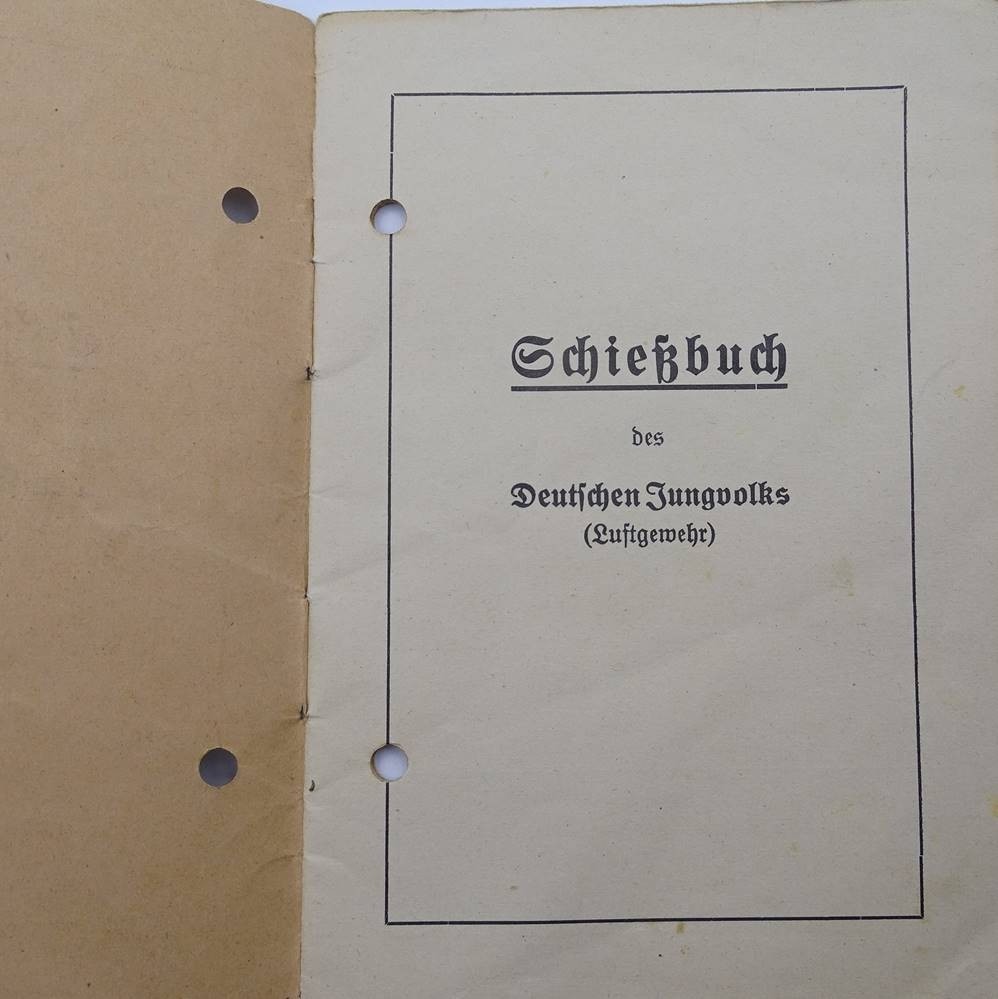 Schießbuch
des
Deutschen Jungvolks
(Luftgewehr)